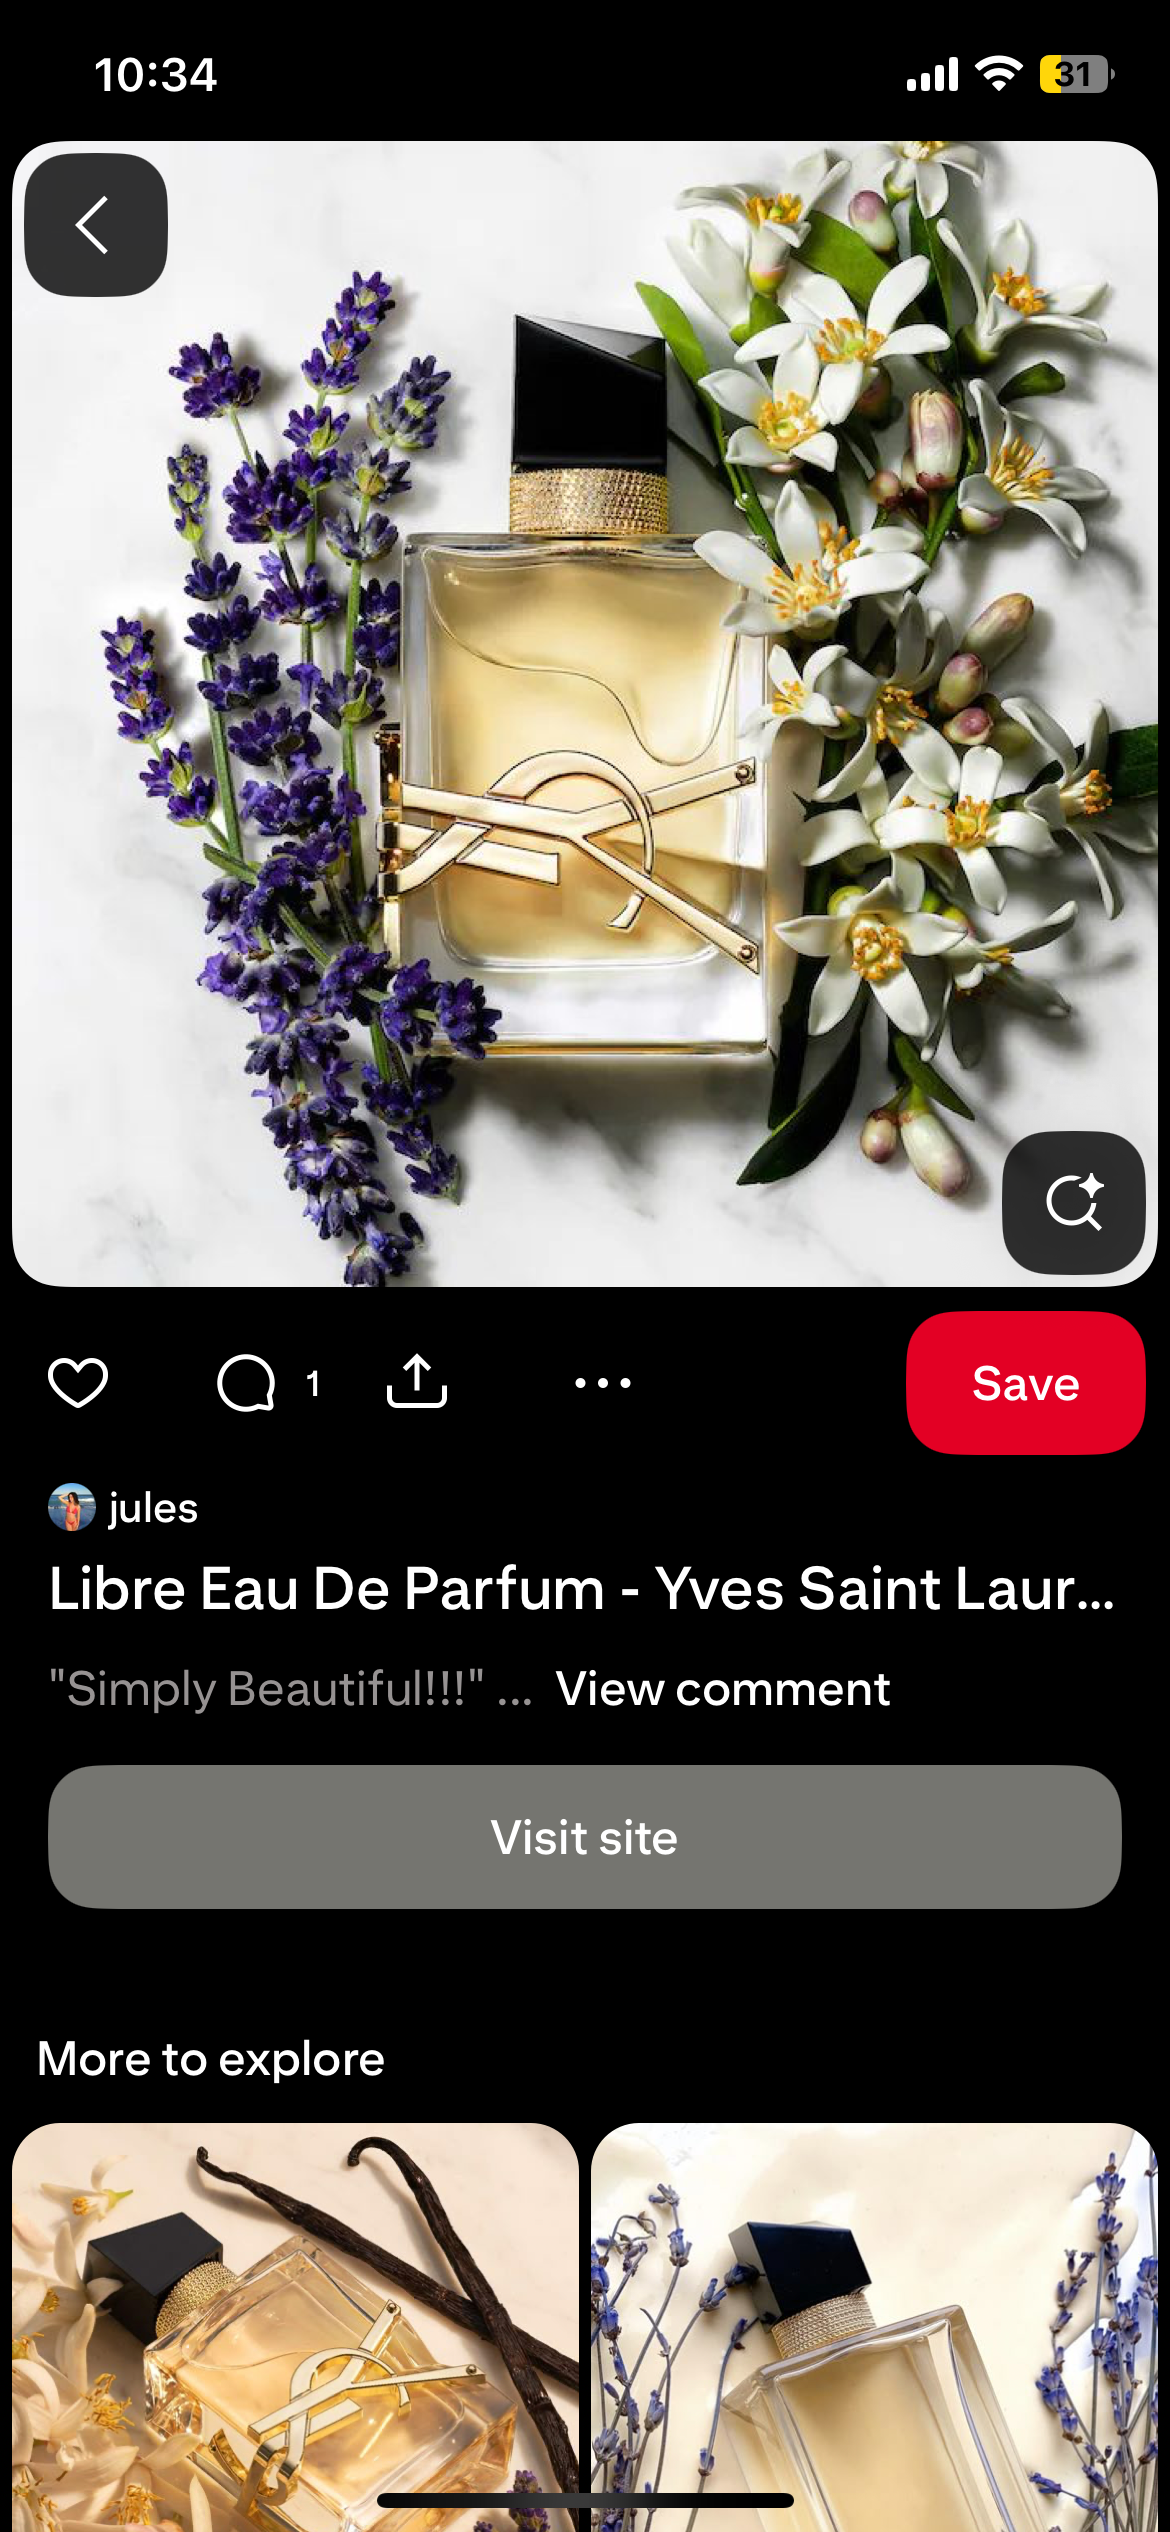 10:34
31
1
Save
jules
Libre Eau De Parfum - Yves Saint Laur...
"Simply Beautiful!!!" ... View comment
Visit site
More to explore